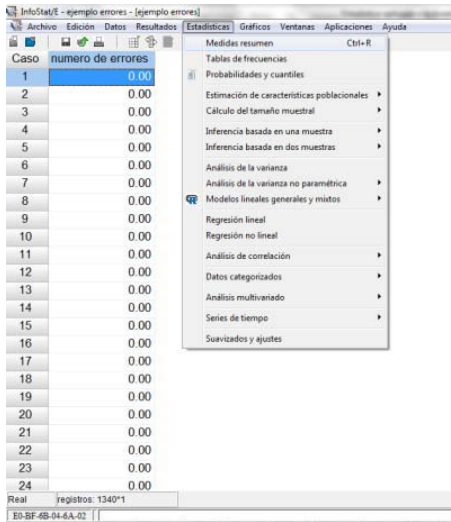 InfoStat/E - ejemplo errores - [ejemplo errores]
Archivo Edición Datos Resultados Estadísticas Gráficos Ventanas Aplicaciones Ayuda
Caso numero de errores
1 0.00
2 0.00
3 0.00
4 0.00
5 0.00
6 0.00
7 0.00
8 0.00
9 0.00
10 0.00
11 0.00
12 0.00
13 0.00
14 0.00
15 0.00
16 0.00
17 0.00
18 0.00
19 0.00
20 0.00
21 0.00
22 0.00
23 0.00
24 0.00
Medidas resumen Ctrl+R
Tablas de frecuencias
Probabilidades y cuantiles
Estimación de características poblacionales
Cálculo del tamaño muestral
Inferencia basada en una muestra
Inferencia basada en dos muestras
Análisis de la varianza
Análisis de la varianza no paramétrica
Modelos lineales generales y mixtos
Regresión lineal
Regresión no lineal
Análisis de correlación
Datos categorizados
Análisis multivariado
Series de tiempo
Suavizados y ajustes
Real registros: 1340*1
E0-BF-6B-04-6A-02